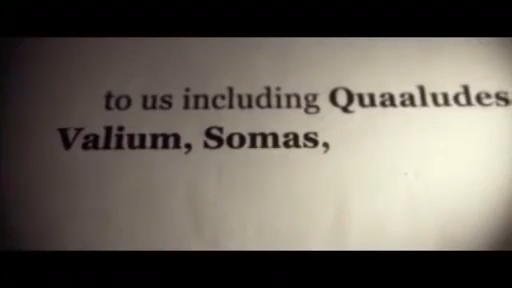 to us including Quaaludes
Valium, Somas,